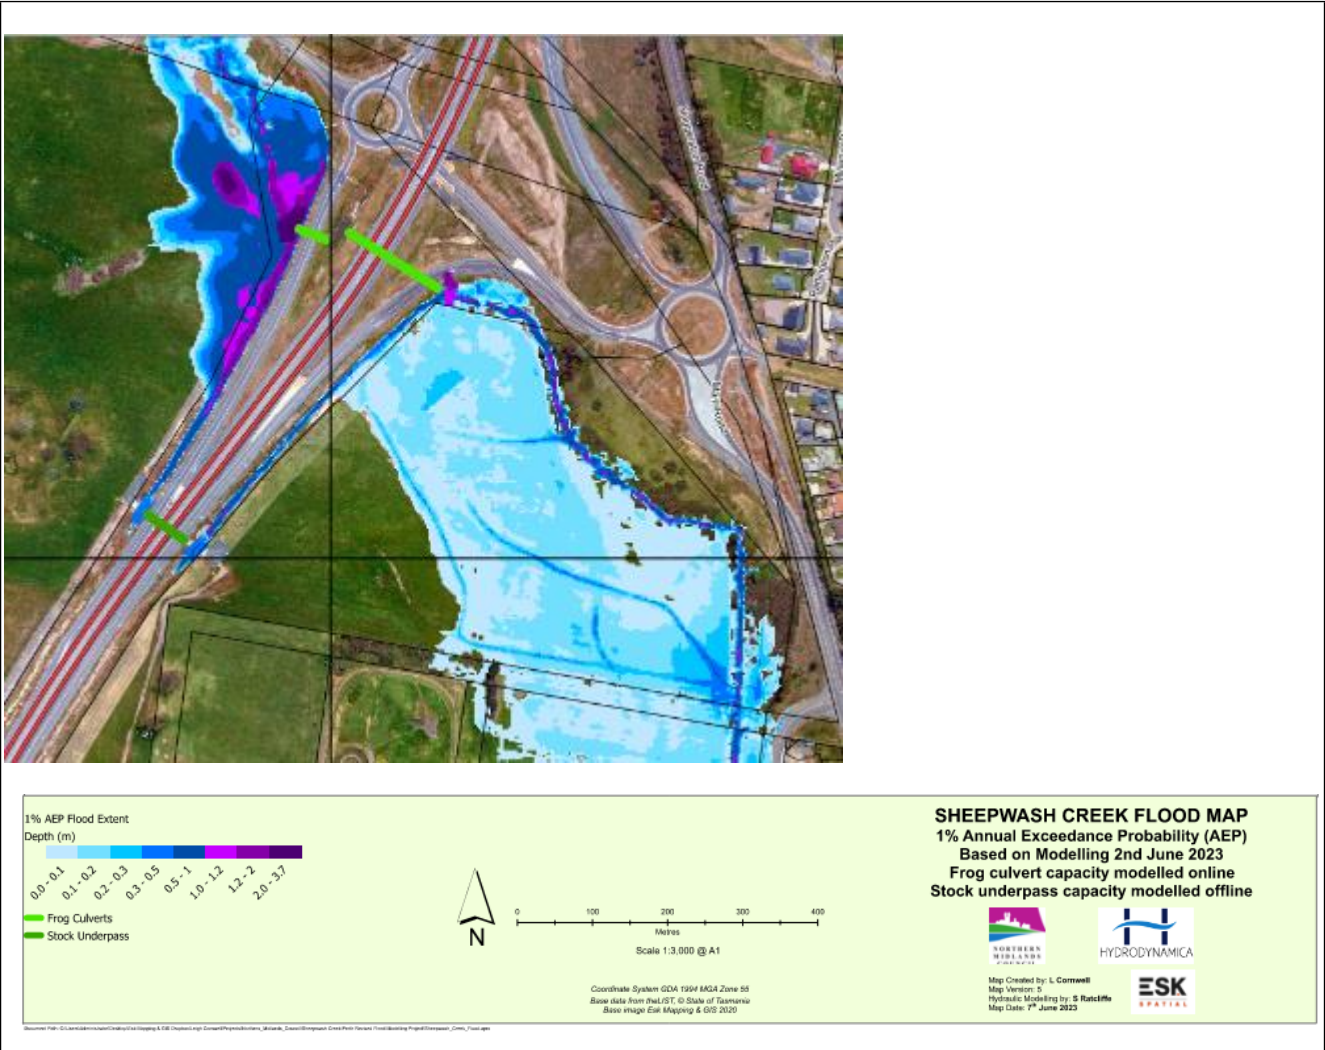 1% AEP Flood Extent
Depth (m)
0.0 - 0.1
0.1 - 0.2
0.2 - 0.3
0.3 - 0.5
0.5 - 1
1.0 - 1.2
1.2 - 2
2.0 - 3.7
Frog Culverts
Stock Underpass
N
0 100 200 300 400
Metres
Scale 1:3,000 @ A1
Coordinate System GDA 1994 MGA Zone 55
Base data from theLIST, © State of Tasmania
Base image Esk Mapping & GIS 2020
SHEEPWASH CREEK FLOOD MAP
1% Annual Exceedance Probability (AEP)
Based on Modelling 2nd June 2023
Frog culvert capacity modelled online
Stock underpass capacity modelled offline
NORTHERN
MIDLANDS
COUNCIL
HYDRODYNAMICA
Map Created by: L Cornwell
Map Version: 5
Hydraulic Modelling by: S Ratcliffe
Map Date: 7th June 2023
ESK
SPATIAL